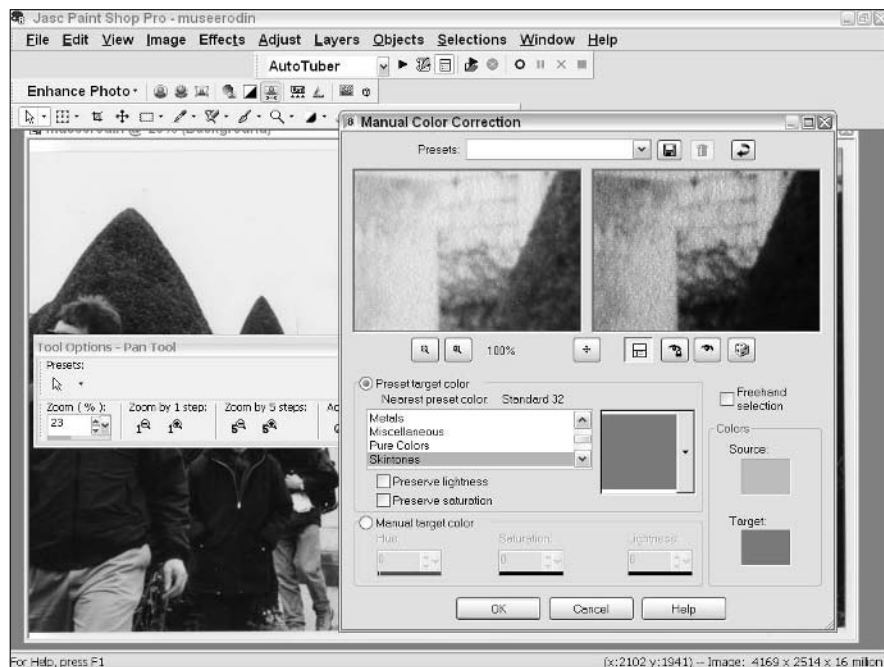 Jasc Paint Shop Pro - museerodin
File Edit View Image Effects Adjust Layers Objects Selections Window Help
AutoTuber
Enhance Photo
Manual Color Correction
Presets:
100%
Tool Options - Pan Tool
Presets:
Zoom ( % ): Zoom by 1 step: Zoom by 5 steps:
23
Preset target color
Nearest preset color: Standard 32
Metals
Miscellaneous
Pure Colors
Skintones
Preserve lightness
Preserve saturation
Freehand selection
Colors
Source:
Target:
Manual target color
Hue: Saturation: Lightness:
0 0 0
OK Cancel Help
For Help, press F1
(x:2102 y:1941) -- Image: 4169 x 2514 x 16 million